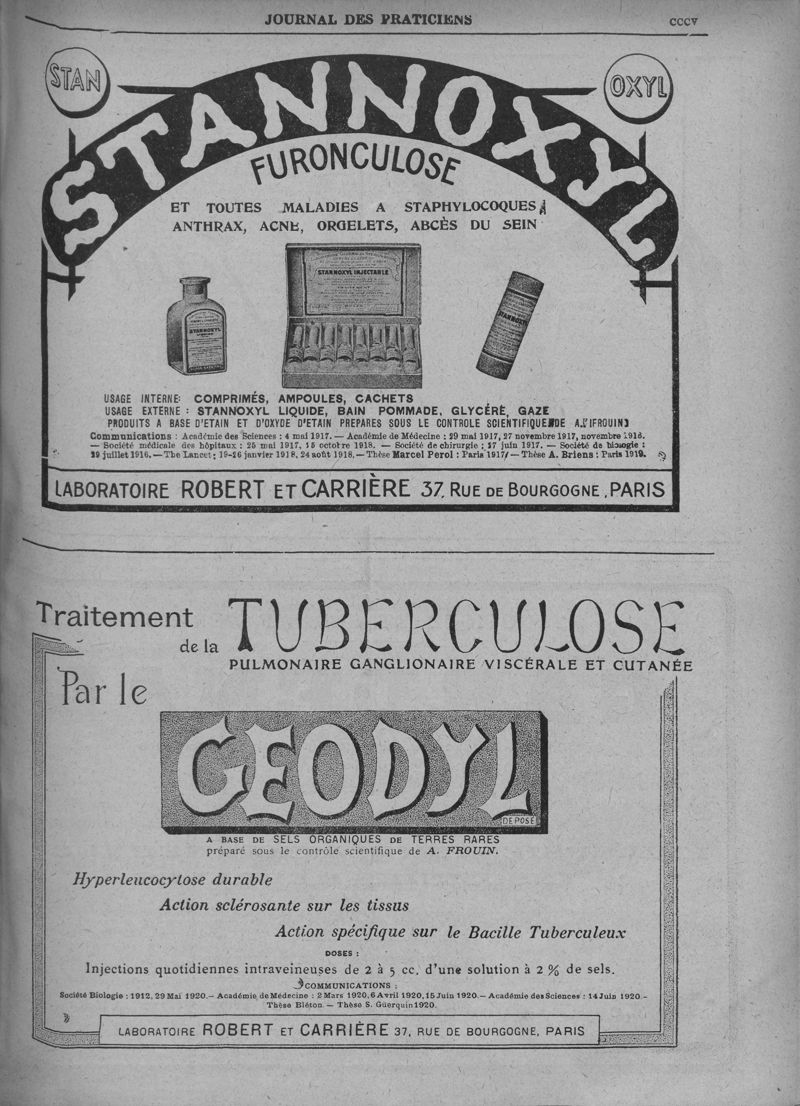 JOURNAL DES PRATICIENS
CCCV
STAN
OXYL
STANNOXYL
FURONCULOSE
ET TOUTES MALADIES A STAPHYLOCOQUES
ANTHRAX, ACNE, ORGELETS, ABCÈS DU SEIN
STANNOXYL INJECTABLE
STANNOXYL
STANNOXYL
USAGE INTERNE: COMPRIMÉS, AMPOULES, CACHETS
USAGE EXTERNE : STANNOXYL LIQUIDE, BAIN POMMADE, GLYCÉRÉ, GAZE
PRODUITS A BASE D'ETAIN ET D'OXYDE D'ETAIN PREPARES SOUS LE CONTROLE SCIENTIFIQUE DE A. FROUIN
Communications : Académie des Sciences : 4 mai 1917. — Académie de Médecine : 29 mai 1917, 27 novembre 1917, novembre 1918.
— Société médicale des hôpitaux : 25 mai 1917, 15 octobre 1918. — Société de chirurgie ; 27 juin 1917. — Société de biologie :
29 juillet 1916. — The Lancet; 19-26 janvier 1918, 24 août 1918. — Thèse Marcel Perol : Paris 1917 — Thèse A. Briens : Paris 1919.
LABORATOIRE ROBERT ET CARRIÈRE 37, RUE DE BOURGOGNE, PARIS
Traitement
de la TUBERCULOSE
PULMONAIRE GANGLIONAIRE VISCÉRALE ET CUTANÉE
Par le
GEODYL
DEPOSÉ
A BASE DE SELS ORGANIQUES DE TERRES RARES
préparé sous le contrôle scientifique de A. FROUIN.
Hyperleucocytose durable
Action sclérosante sur les tissus
Action spécifique sur le Bacille Tuberculeux
DOSES :
Injections quotidiennes intraveineuses de 2 à 5 cc. d'une solution à 2 % de sels.
COMMUNICATIONS :
Société Biologie : 1912, 29 Mai 1920. — Académie de Médecine : 2 Mars 1920, 6 Avril 1920, 15 Juin 1920. — Académie des Sciences : 14 Juin 1920 -
Thèse Bléton. — Thèse S. Guerquin 1920.
LABORATOIRE ROBERT ET CARRIÈRE 37, RUE DE BOURGOGNE, PARIS